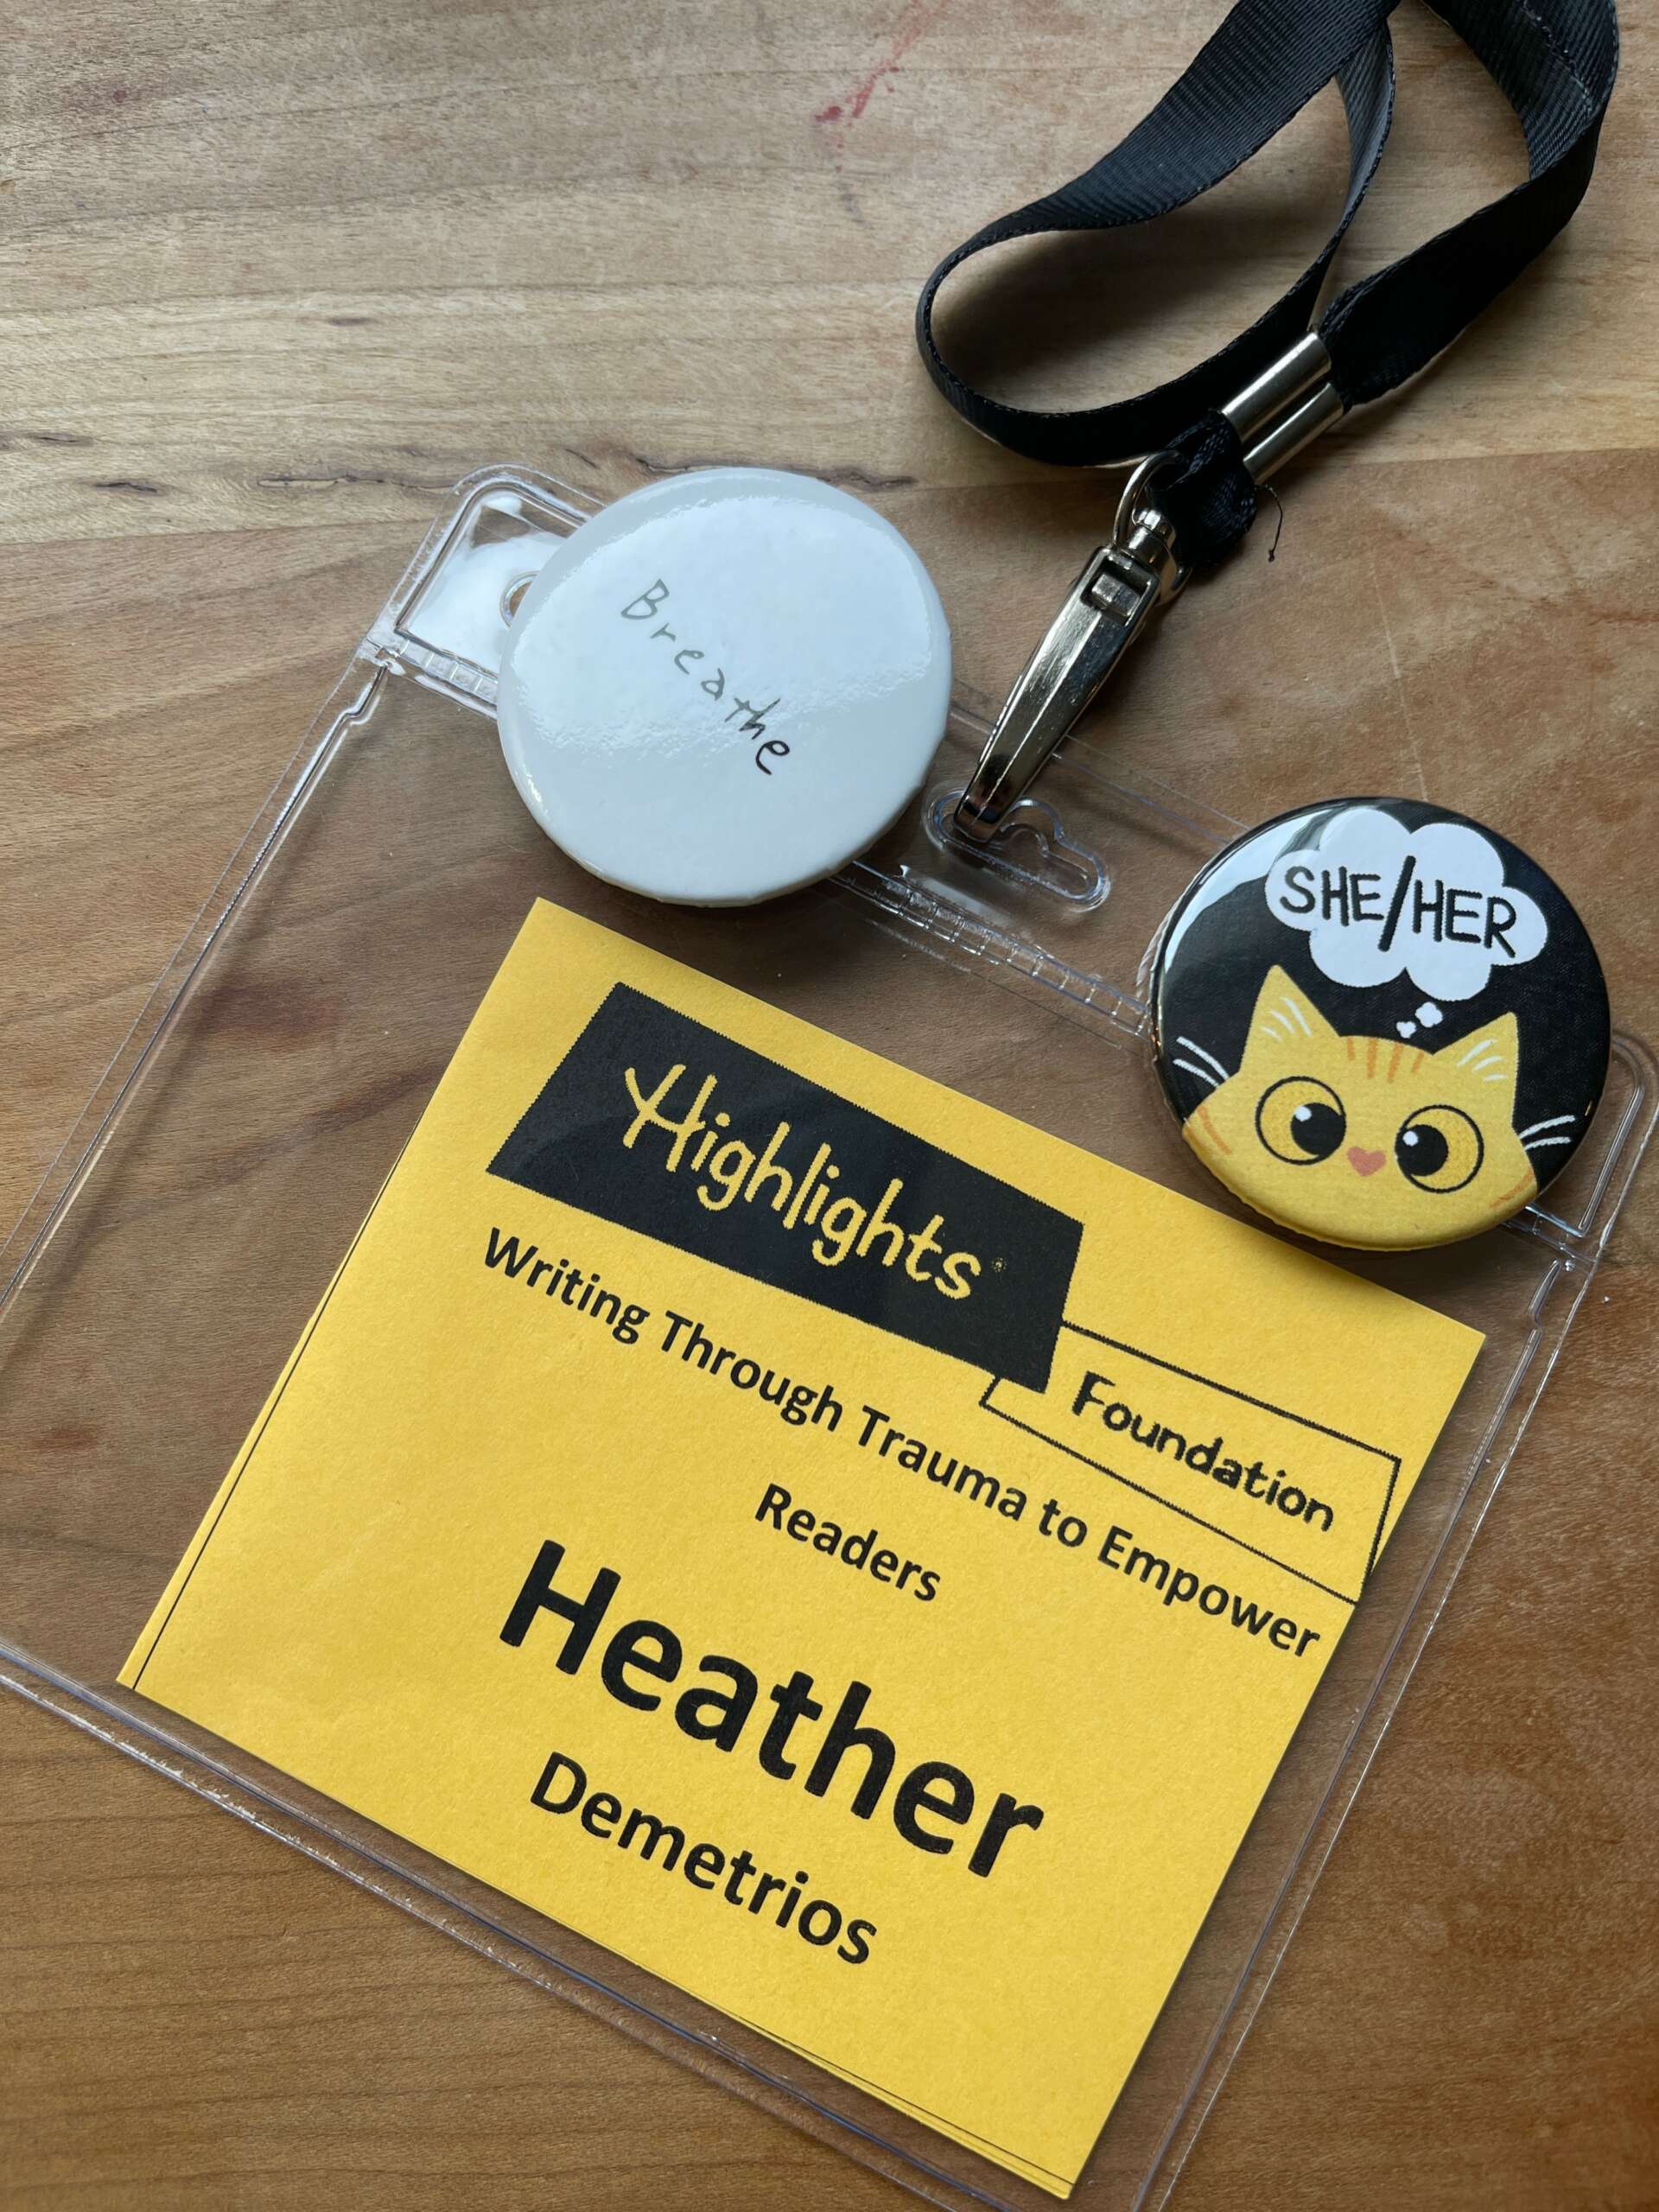 Breathe
SHE/HER
Highlights
Foundation
Writing Through Trauma to Empower
Readers
Heather
Demetrios